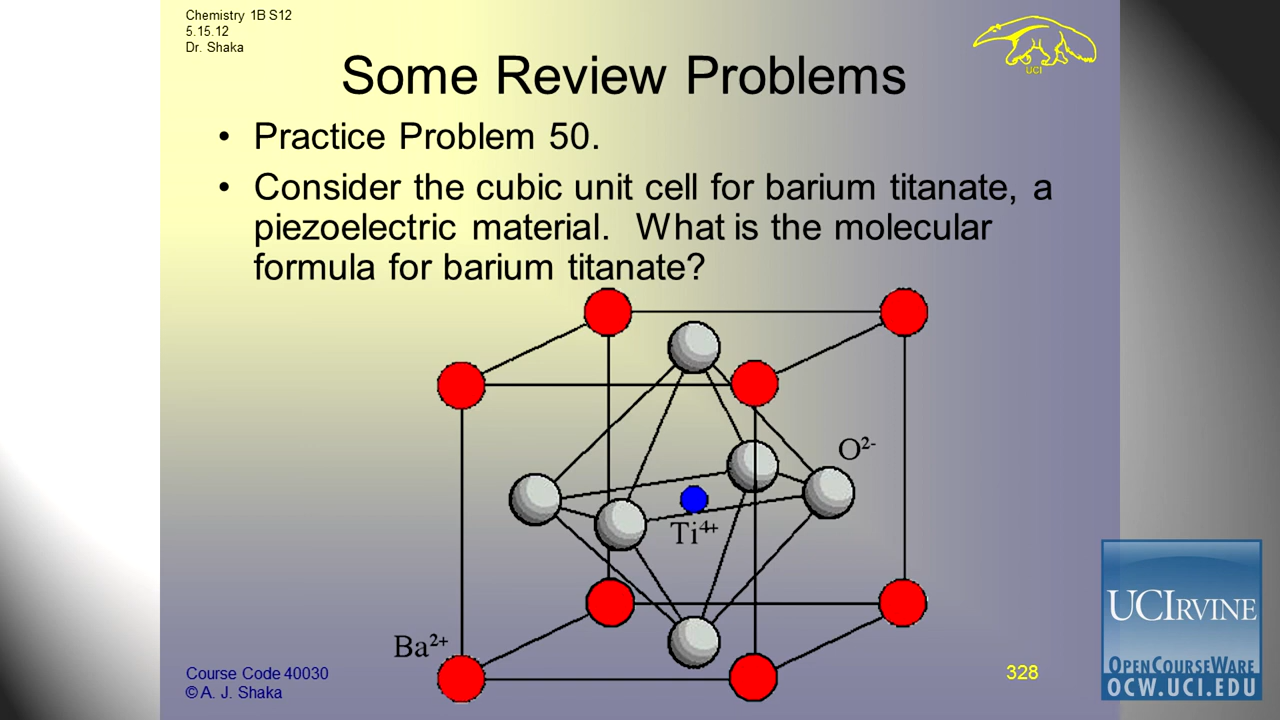 Chemistry 1B S12
5.15.12
Dr. Shaka
UCI
Some Review Problems
• Practice Problem 50.
• Consider the cubic unit cell for barium titanate, a
piezoelectric material. What is the molecular
formula for barium titanate?
O²⁻
Ti⁴⁺
Ba²⁺
Course Code 40030
© A. J. Shaka
328
UCIRVINE
OPENCOURSEWARE
OCW.UCI.EDU